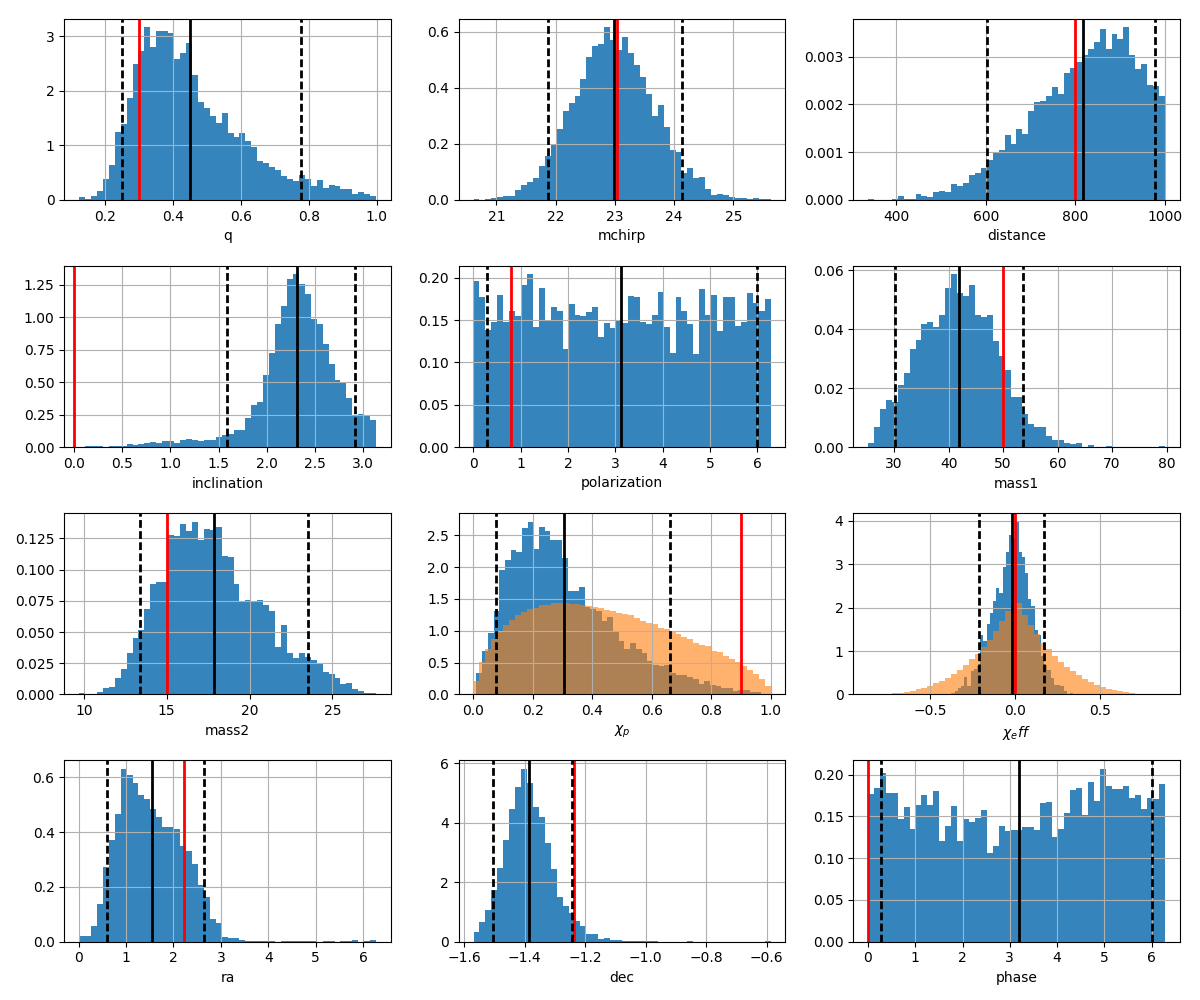 3
2
1
0
0.2 0.4 0.6 0.8 1.0
q
0.6
0.4
0.2
0.0
21 22 23 24 25
mchirp
0.003
0.002
0.001
0.000
400 600 800 1000
distance
1.25
1.00
0.75
0.50
0.25
0.00
0.0 0.5 1.0 1.5 2.0 2.5 3.0
inclination
0.20
0.15
0.10
0.05
0.00
0 1 2 3 4 5 6
polarization
0.06
0.04
0.02
0.00
30 40 50 60 70 80
mass1
0.125
0.100
0.075
0.050
0.025
0.000
10 15 20 25
mass2
2.5
2.0
1.5
1.0
0.5
0.0
0.0 0.2 0.4 0.6 0.8 1.0
χp
4
3
2
1
0
−0.5 0.0 0.5
χeff
0.6
0.4
0.2
0.0
0 1 2 3 4 5 6
ra
6
4
2
0
−1.6 −1.4 −1.2 −1.0 −0.8 −0.6
dec
0.20
0.15
0.10
0.05
0.00
0 1 2 3 4 5 6
phase